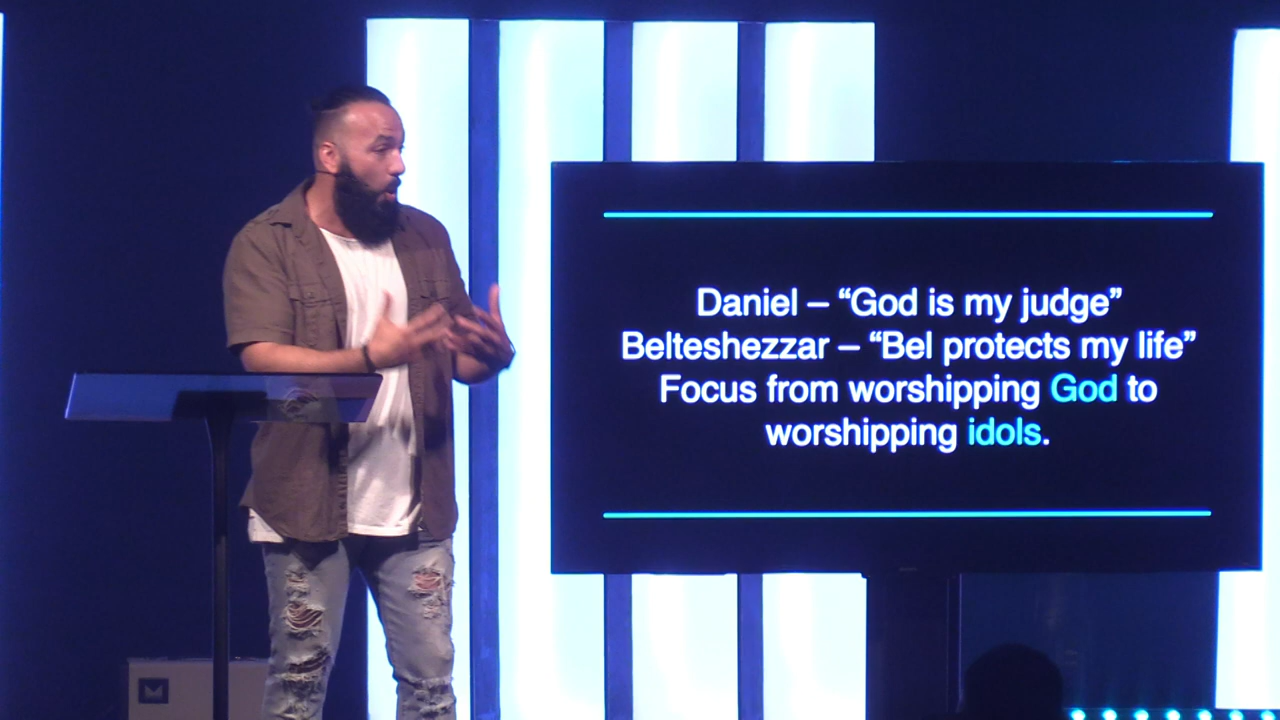 Daniel – “God is my judge”
Belteshezzar – “Bel protects my life”
Focus from worshipping God to
worshipping idols.